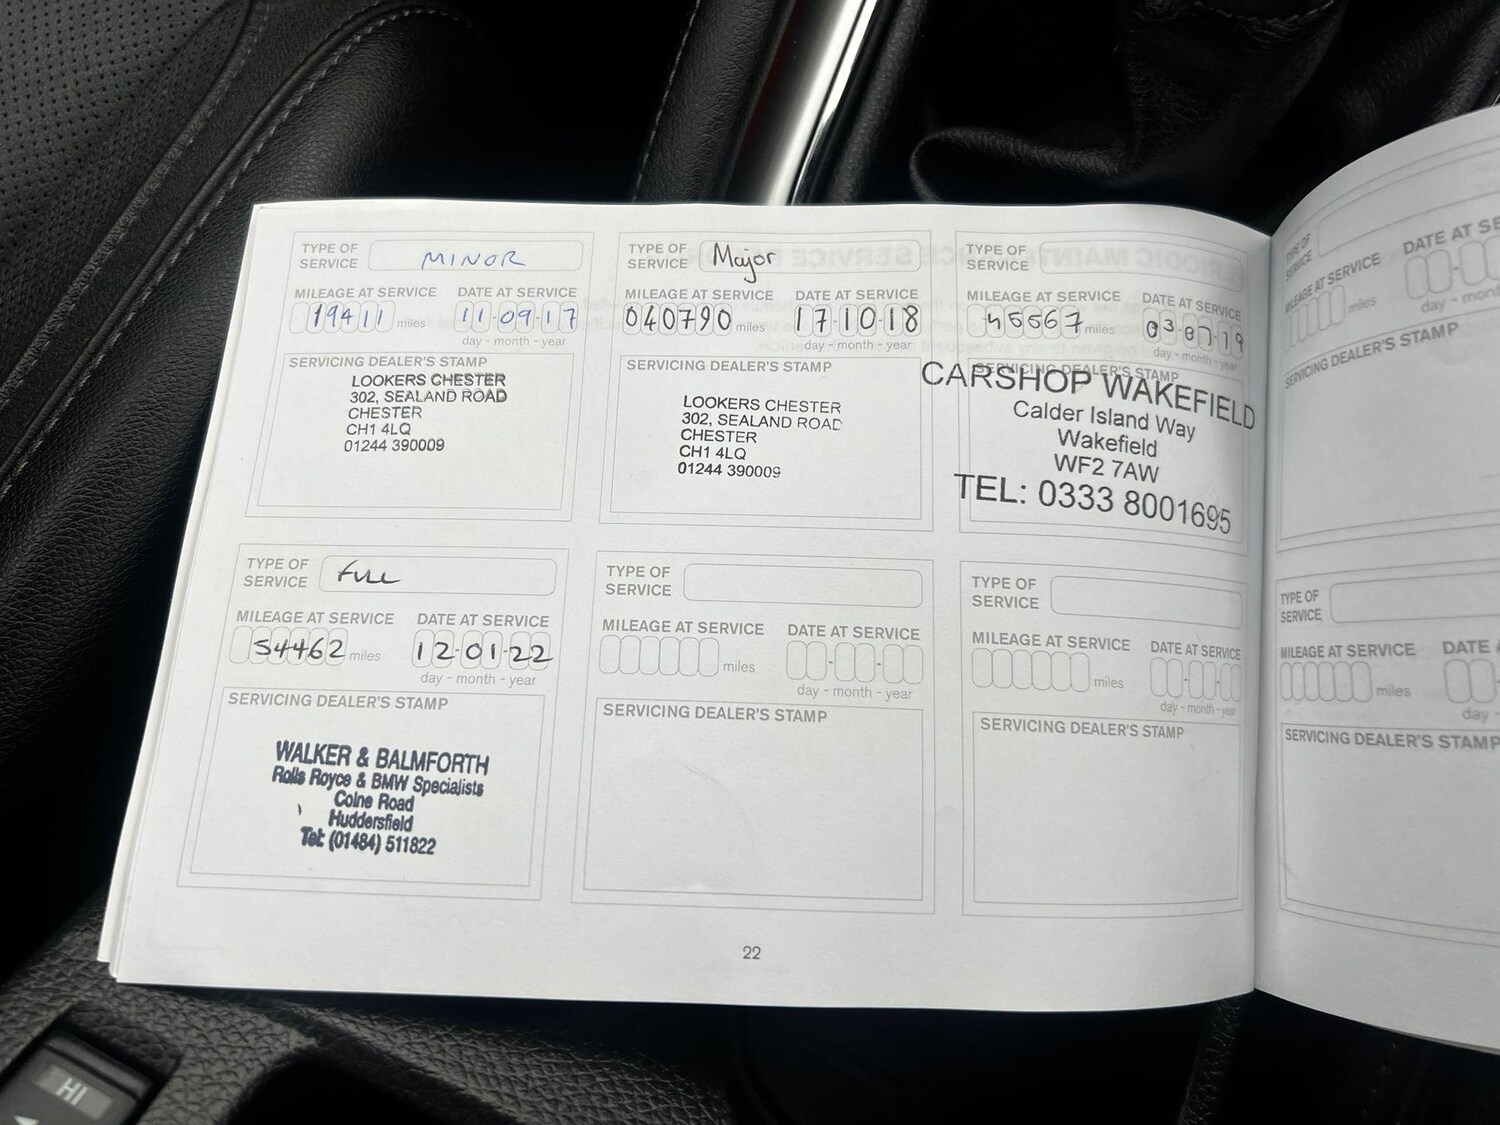 TYPE OF
SERVICE
MINOR
MILEAGE AT SERVICE
DATE AT SERVICE
19411 miles
11-09-17
day - month - year
SERVICING DEALER'S STAMP
LOOKERS CHESTER
302, SEALAND ROAD
CHESTER
CH1 4LQ
01244 390009
TYPE OF
SERVICE
Major
MILEAGE AT SERVICE
DATE AT SERVICE
040790 miles
17-10-18
day - month - year
SERVICING DEALER'S STAMP
LOOKERS CHESTER
302, SEALAND ROAD
CHESTER
CH1 4LQ
01244 390009
TYPE OF
SERVICE
MILEAGE AT SERVICE
DATE AT SERVICE
45567 miles
03-07-19
day - month - year
SERVICING DEALER'S STAMP
CARSHOP WAKEFIELD
Calder Island Way
Wakefield
WF2 7AW
TEL: 0333 8001695
TYPE OF
SERVICE
FULL
MILEAGE AT SERVICE
DATE AT SERVICE
54462 miles
12-01-22
day - month - year
SERVICING DEALER'S STAMP
WALKER & BALMFORTH
Rolls Royce & BMW Specialists
Colne Road
Huddersfield
Tel: (01484) 511822
TYPE OF
SERVICE
MILEAGE AT SERVICE
DATE AT SERVICE
miles
day - month - year
SERVICING DEALER'S STAMP
TYPE OF
SERVICE
MILEAGE AT SERVICE
DATE AT SERVICE
miles
day - month - year
SERVICING DEALER'S STAMP
22
TYPE OF
SERVICE
MILEAGE AT SERVICE
DATE AT SE
miles
day - mont
SERVICING DEALER'S STAMP
TYPE OF
SERVICE
MILEAGE AT SERVICE
DATE A
miles
day -
SERVICING DEALER'S STAMP
HI